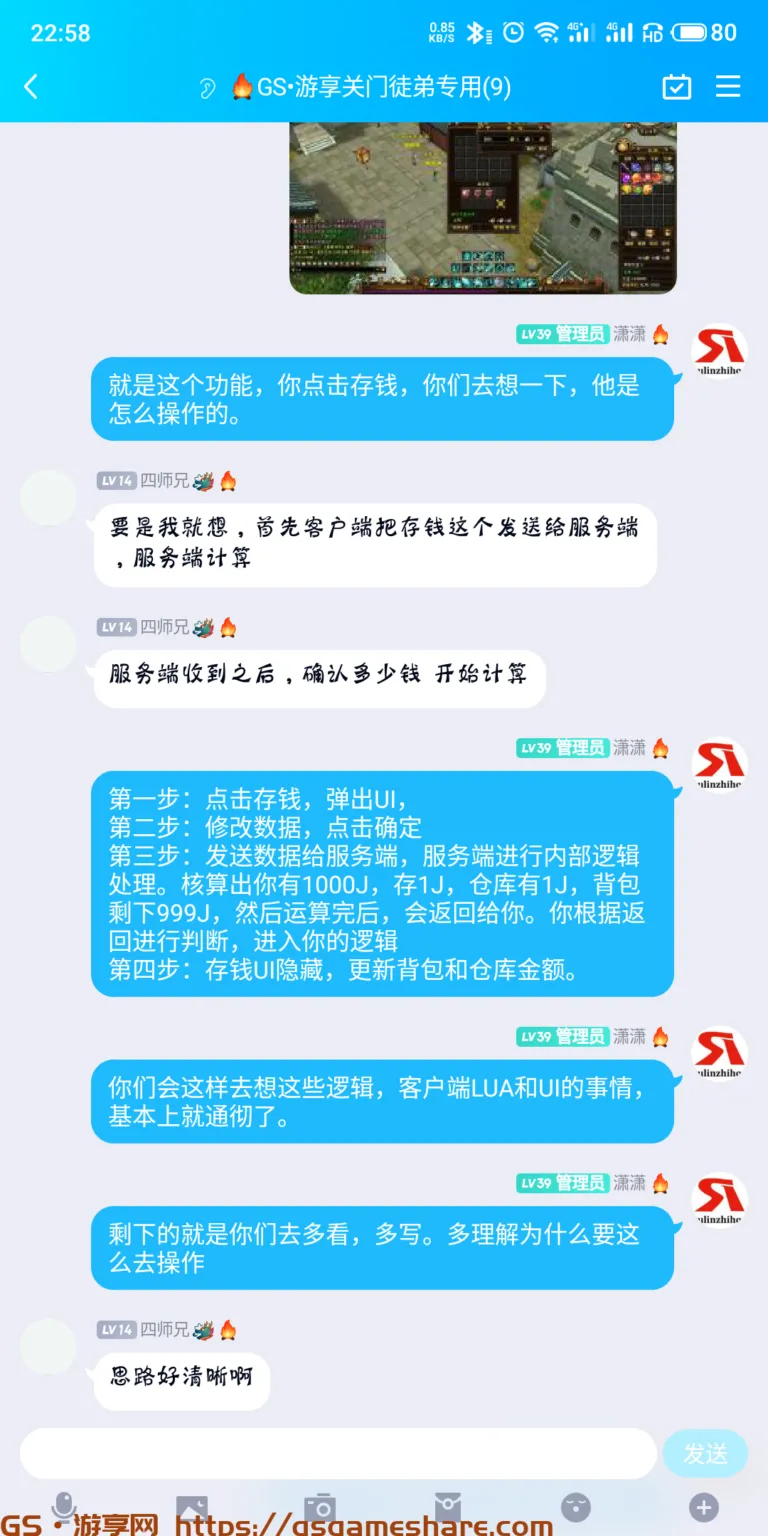 22:58
0.85
KB/S
4G
4G
HD
80
GS•游享关门徒弟专用(9)
LV39 管理员 潇潇
ulinzhihe
就是这个功能，你点击存钱，你们去想一下，他是
怎么操作的。
LV14 四师兄
要是我就想，首先客户端把存钱这个发送给服务端
，服务端计算
LV14 四师兄
服务端收到之后，确认多少钱 开始计算
LV39 管理员 潇潇
ulinzhihe
第一步：点击存钱，弹出UI，
第二步：修改数据，点击确定
第三步：发送数据给服务端，服务端进行内部逻辑
处理。核算出你有1000J，存1J，仓库有1J，背包
剩下999J，然后运算完后，会返回给你。你根据返
回进行判断，进入你的逻辑
第四步：存钱UI隐藏，更新背包和仓库金额。
LV39 管理员 潇潇
ulinzhihe
你们会这样去想这些逻辑，客户端LUA和UI的事情，
基本上就通彻了。
LV39 管理员 潇潇
ulinzhihe
剩下的就是你们去多看，多写。多理解为什么要这
么去操作
LV14 四师兄
思路好清晰啊
发送
GS•游享网 https://gsgameshare.com